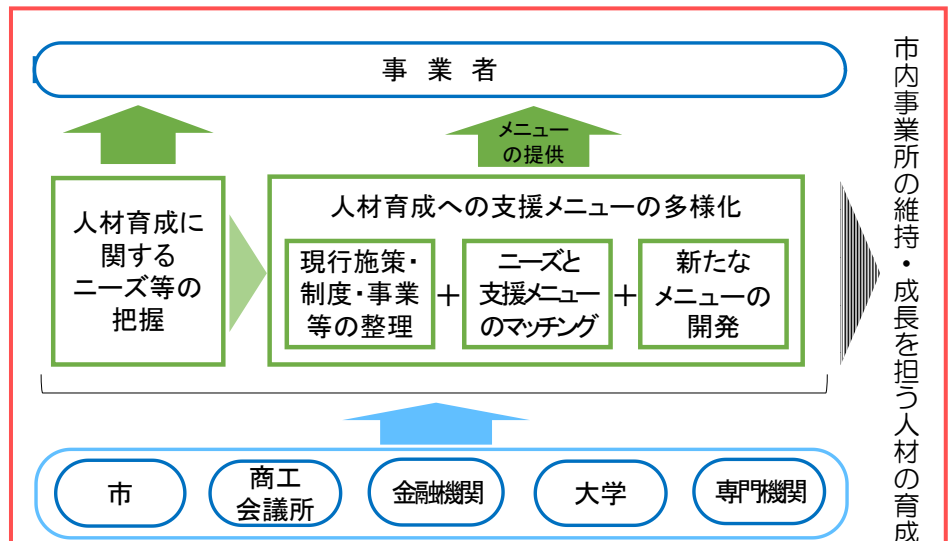 事業者
メニュー
の提供
人材育成に
関する
ニーズ等の
把握
人材育成への支援メニューの多様化
現行施策・
制度・事業
等の整理
+
ニーズと
支援メニュー
のマッチング
+
新たな
メニューの
開発
市
商工
会議所
金融機関
大学
専門機関
市内事業所の維持・成長を担う人材の育成